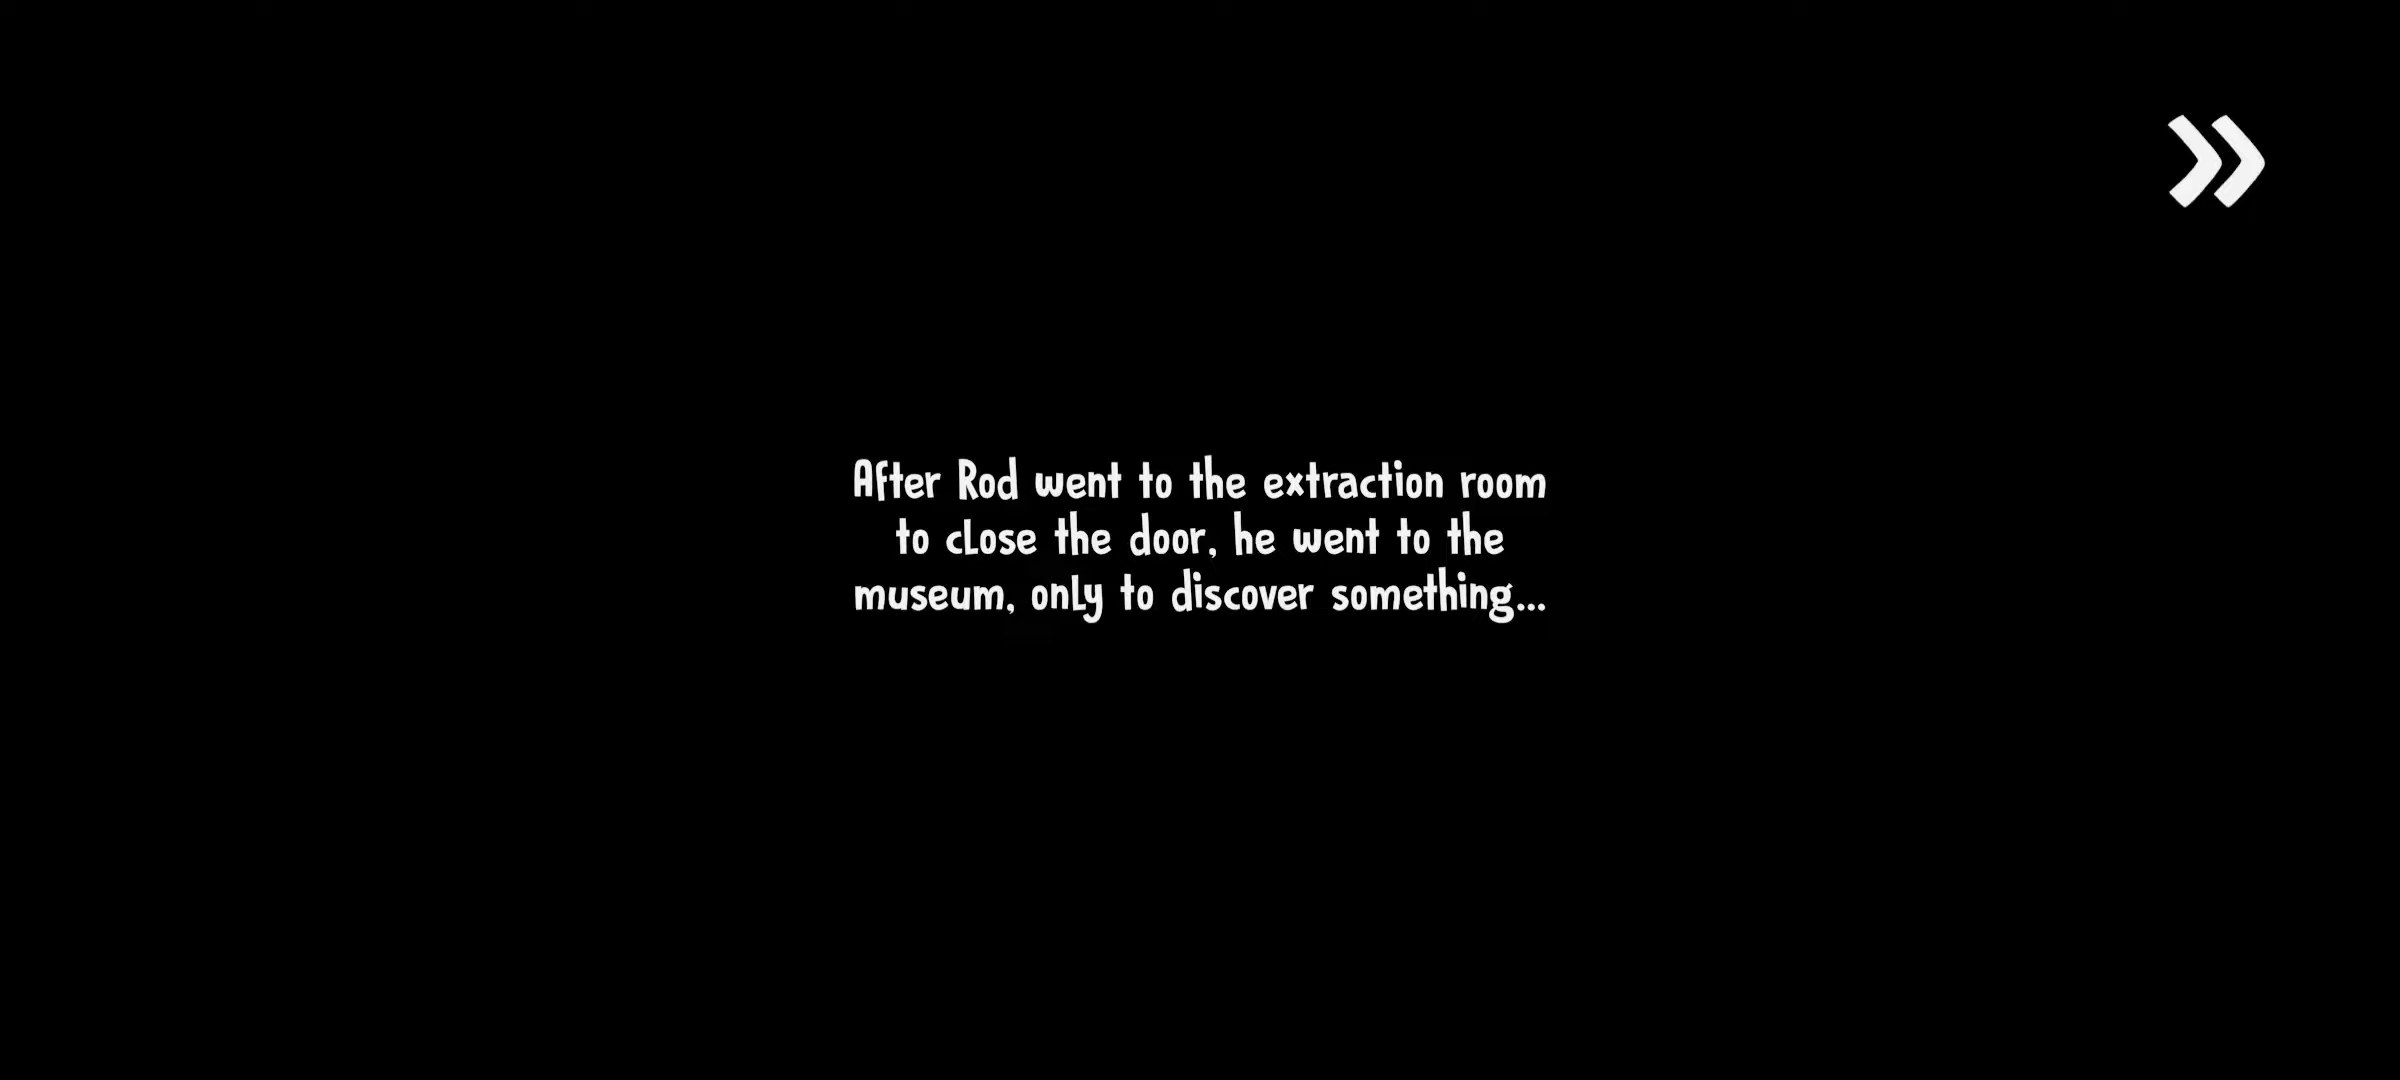 After Rod went to the extraction room
to close the door, he went to the
museum, only to discover something...